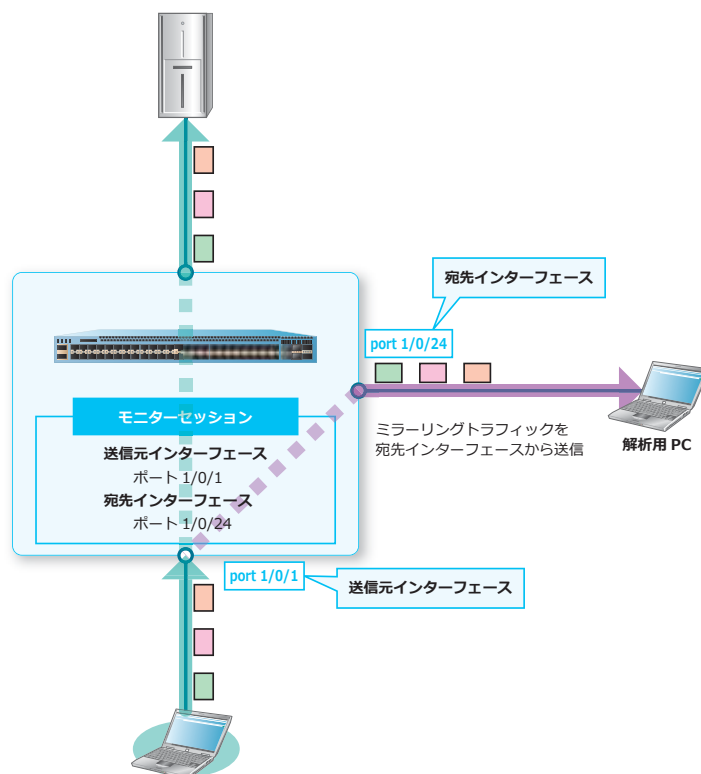 宛先インターフェース
port 1/0/24
モニターセッション
送信元インターフェース
ポート 1/0/1
宛先インターフェース
ポート 1/0/24
ミラーリングトラフィックを
宛先インターフェースから送信
解析用 PC
port 1/0/1
送信元インターフェース